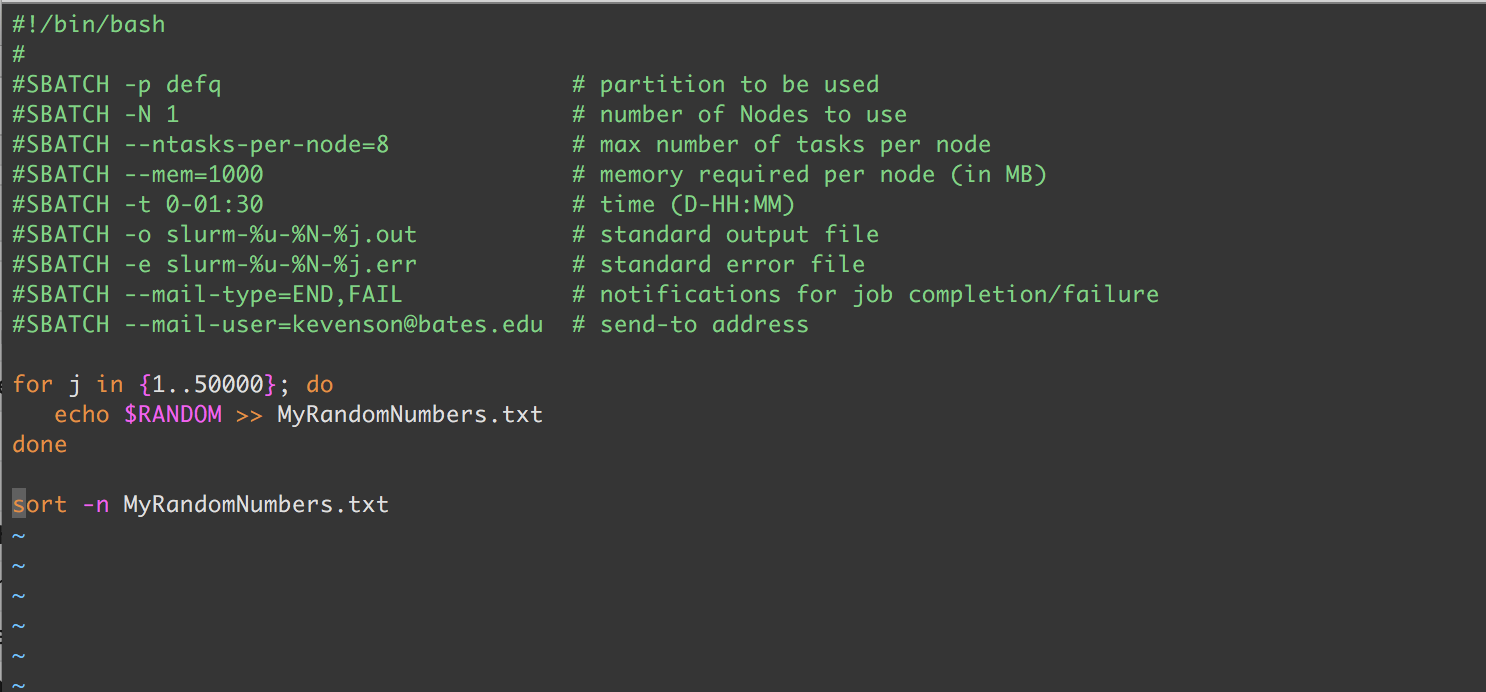 #!/bin/bash
#
#SBATCH -p defq                         # partition to be used
#SBATCH -N 1                            # number of Nodes to use
#SBATCH --ntasks-per-node=8             # max number of tasks per node
#SBATCH --mem=1000                      # memory required per node (in MB)
#SBATCH -t 0-01:30                      # time (D-HH:MM)
#SBATCH -o slurm-%u-%N-%j.out           # standard output file
#SBATCH -e slurm-%u-%N-%j.err           # standard error file
#SBATCH --mail-type=END,FAIL            # notifications for job completion/failure
#SBATCH --mail-user=kevenson@bates.edu  # send-to address

for j in {1..50000}; do
   echo $RANDOM >> MyRandomNumbers.txt
done

sort -n MyRandomNumbers.txt
~
~
~
~
~
~